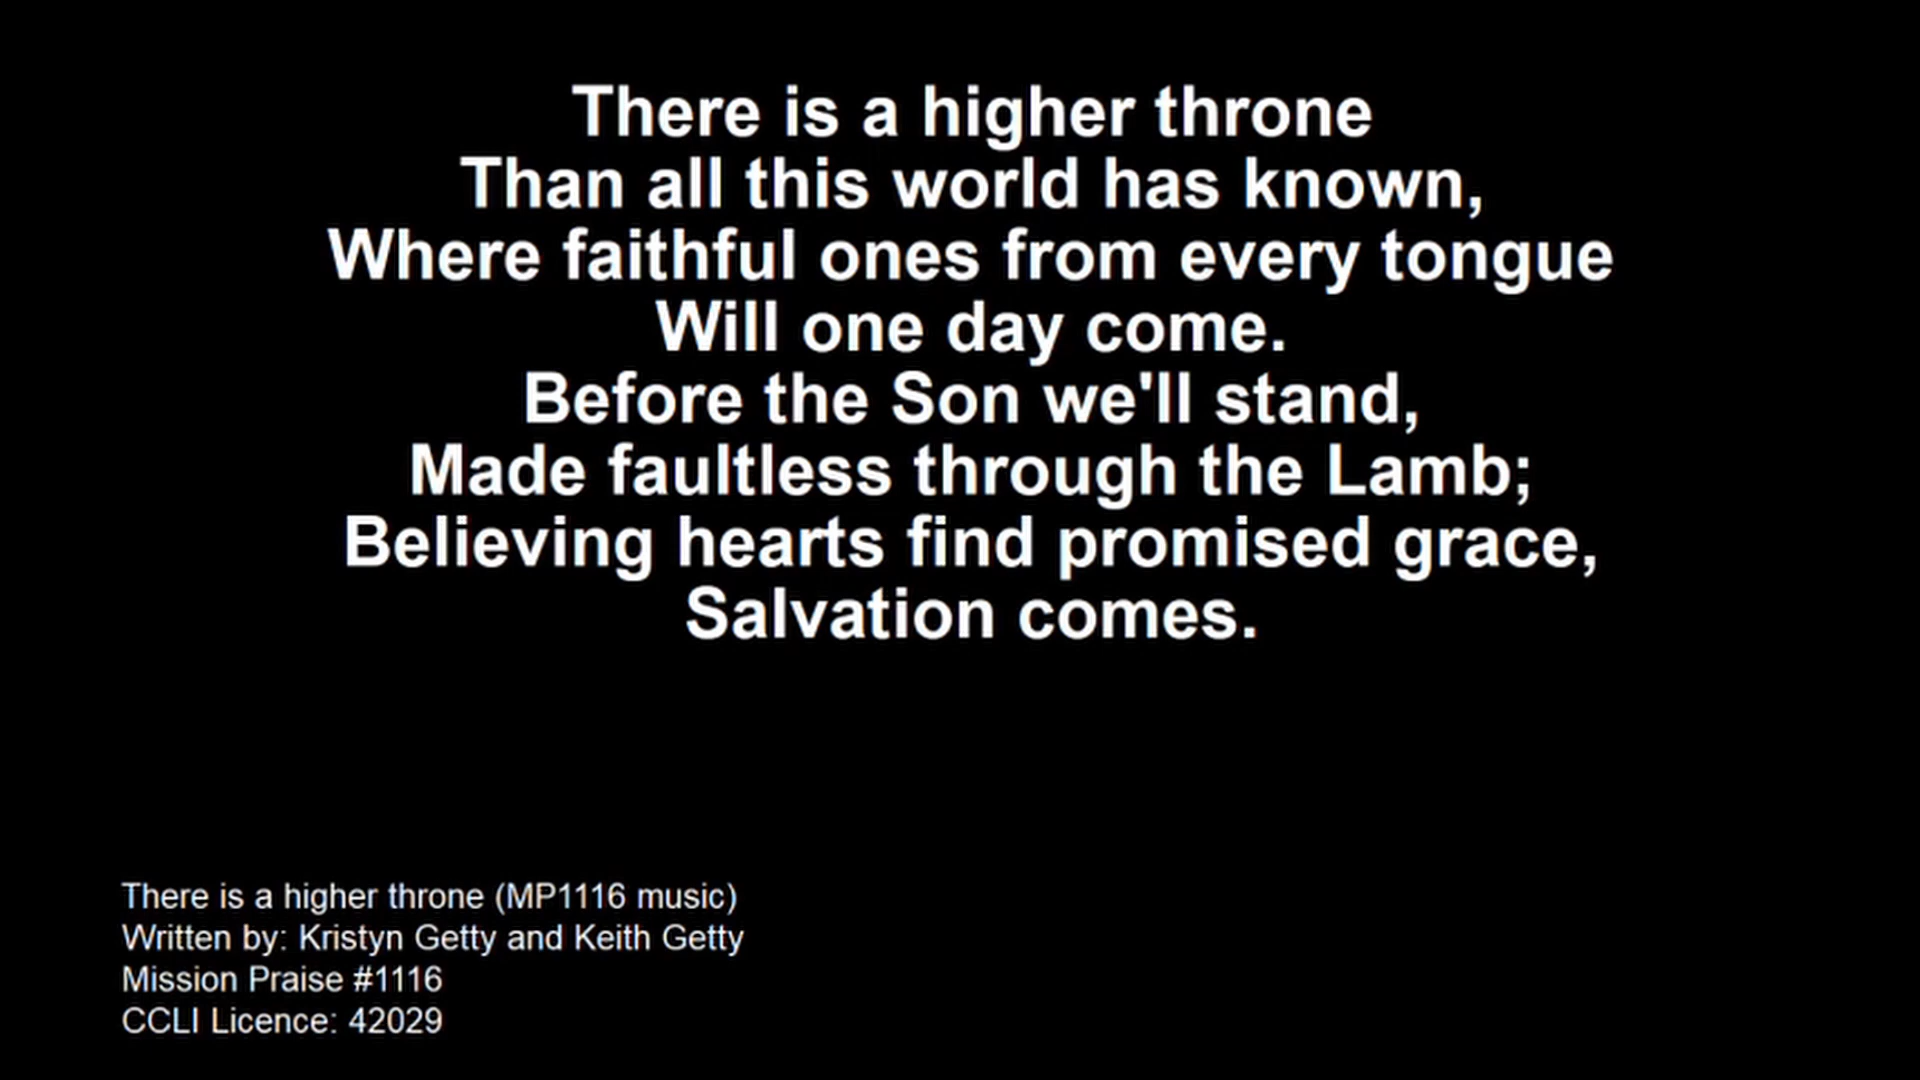 There is a higher throne
Than all this world has known,
Where faithful ones from every tongue
Will one day come.
Before the Son we'll stand,
Made faultless through the Lamb;
Believing hearts find promised grace,
Salvation comes.
There is a higher throne (MP1116 music)
Written by: Kristyn Getty and Keith Getty
Mission Praise #1116
CCLI Licence: 42029